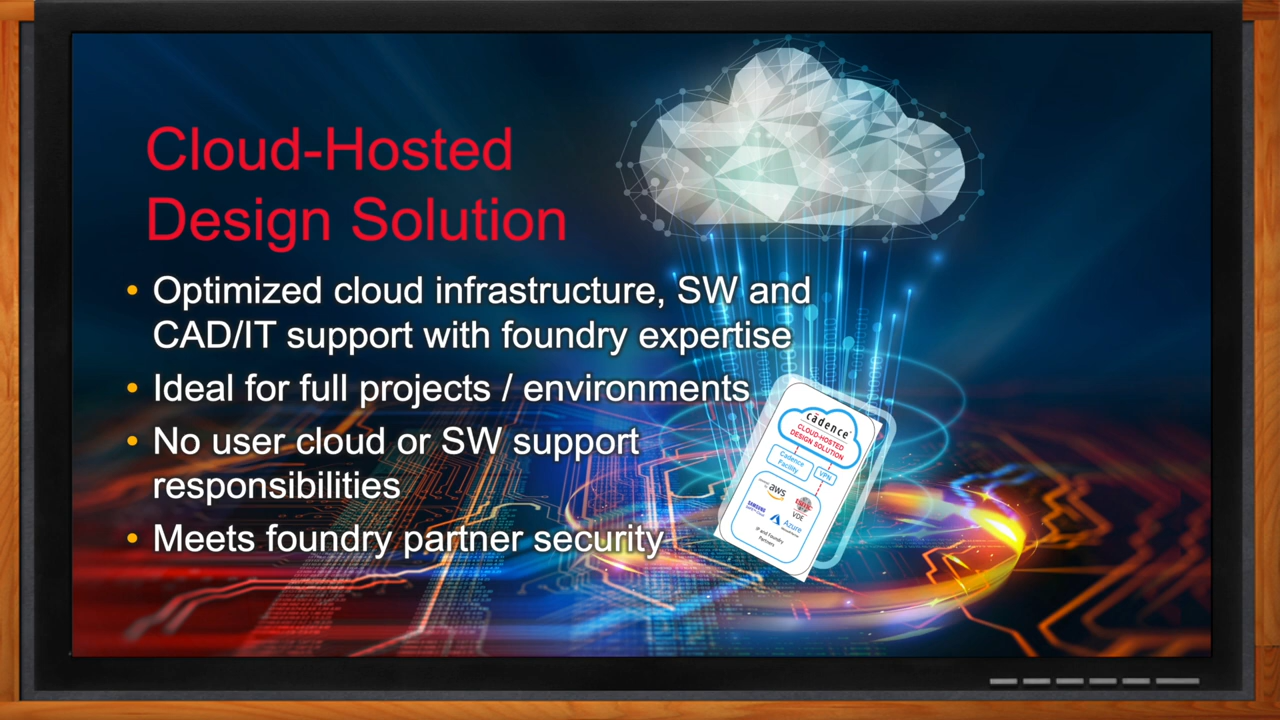 Cloud-Hosted
Design Solution
• Optimized cloud infrastructure, SW and
CAD/IT support with foundry expertise
• Ideal for full projects / environments
• No user cloud or SW support
responsibilities
• Meets foundry partner security
cādence
CLOUD-HOSTED
DESIGN SOLUTION
Cadence
Facility
VPN
aws
tsmc
VDE
SAMSUNG
Azure
IP and Foundry
Partners